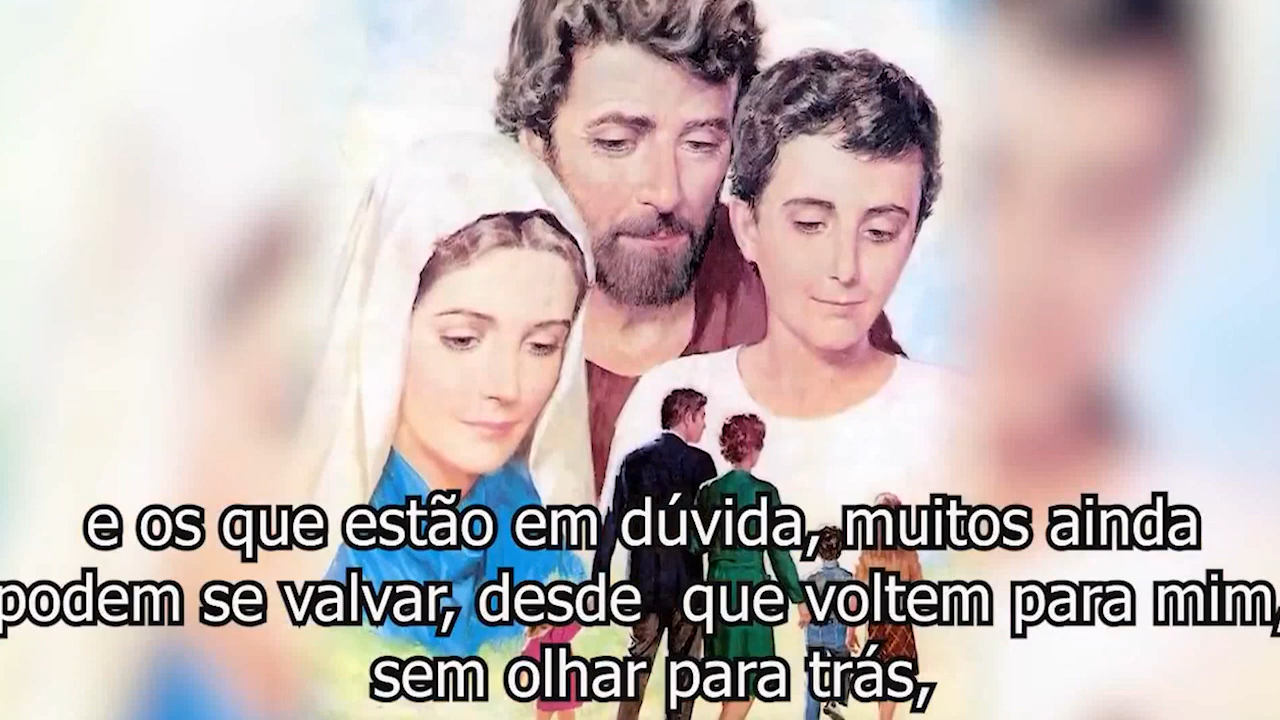 e os que estão em dúvida, muitos ainda
podem se valvar, desde  que voltem para mim,
sem olhar para trás,